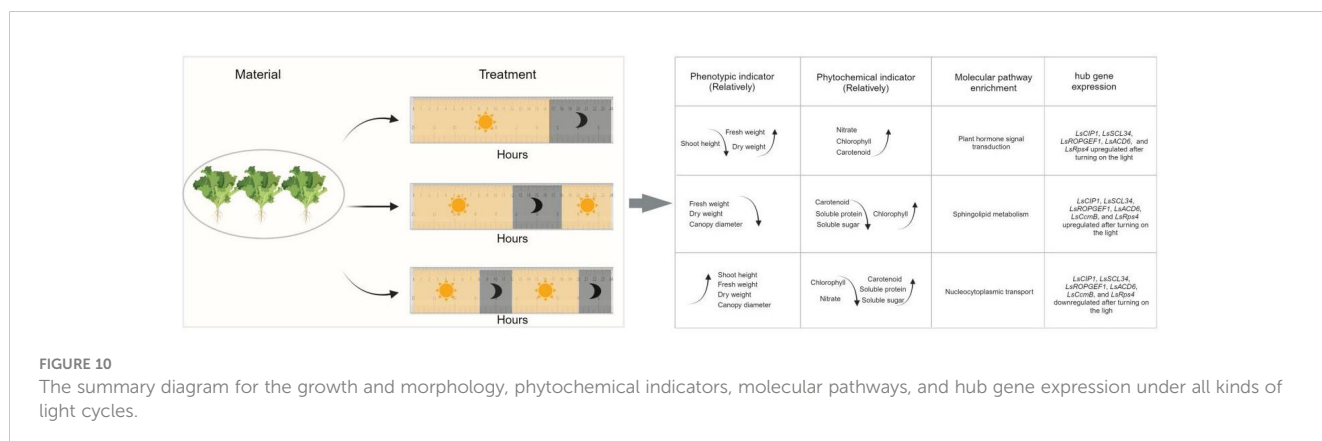 Material
Treatment
Hours
Hours
Hours
Phenotypic indicator
(Relatively)
Phytochemical indicator
(Relatively)
Molecular pathway
enrichment
hub gene
expression
Shoot height
Fresh weight
Dry weight
Nitrate
Chlorophyll
Carotenoid
Plant hormone signal
transduction
LsCIP1, LsSCL34,
LsROPGEF1, LsACD6, and
LsRps4 upregulated after
turning on the light
Fresh weight
Dry weight
Canopy diameter
Carotenoid
Soluble protein
Soluble sugar
Chlorophyll
Sphingolipid metabolism
LsCIP1, LsSCL34,
LsROPGEF1, LsACD6,
LsCcmB, and LsRps4
upregulated after turning
on the light
Shoot height
Fresh weight
Dry weight
Canopy diameter
Chlorophyll
Nitrate
Carotenoid
Soluble protein
Soluble sugar
Nucleocytoplasmic transport
LsCIP1, LsSCL34,
LsROPGEF1, LsACD6,
LsCcmB, and LsRps4
downregulated after turning on
the ligh
FIGURE 10
The summary diagram for the growth and morphology, phytochemical indicators, molecular pathways, and hub gene expression under all kinds of
light cycles.